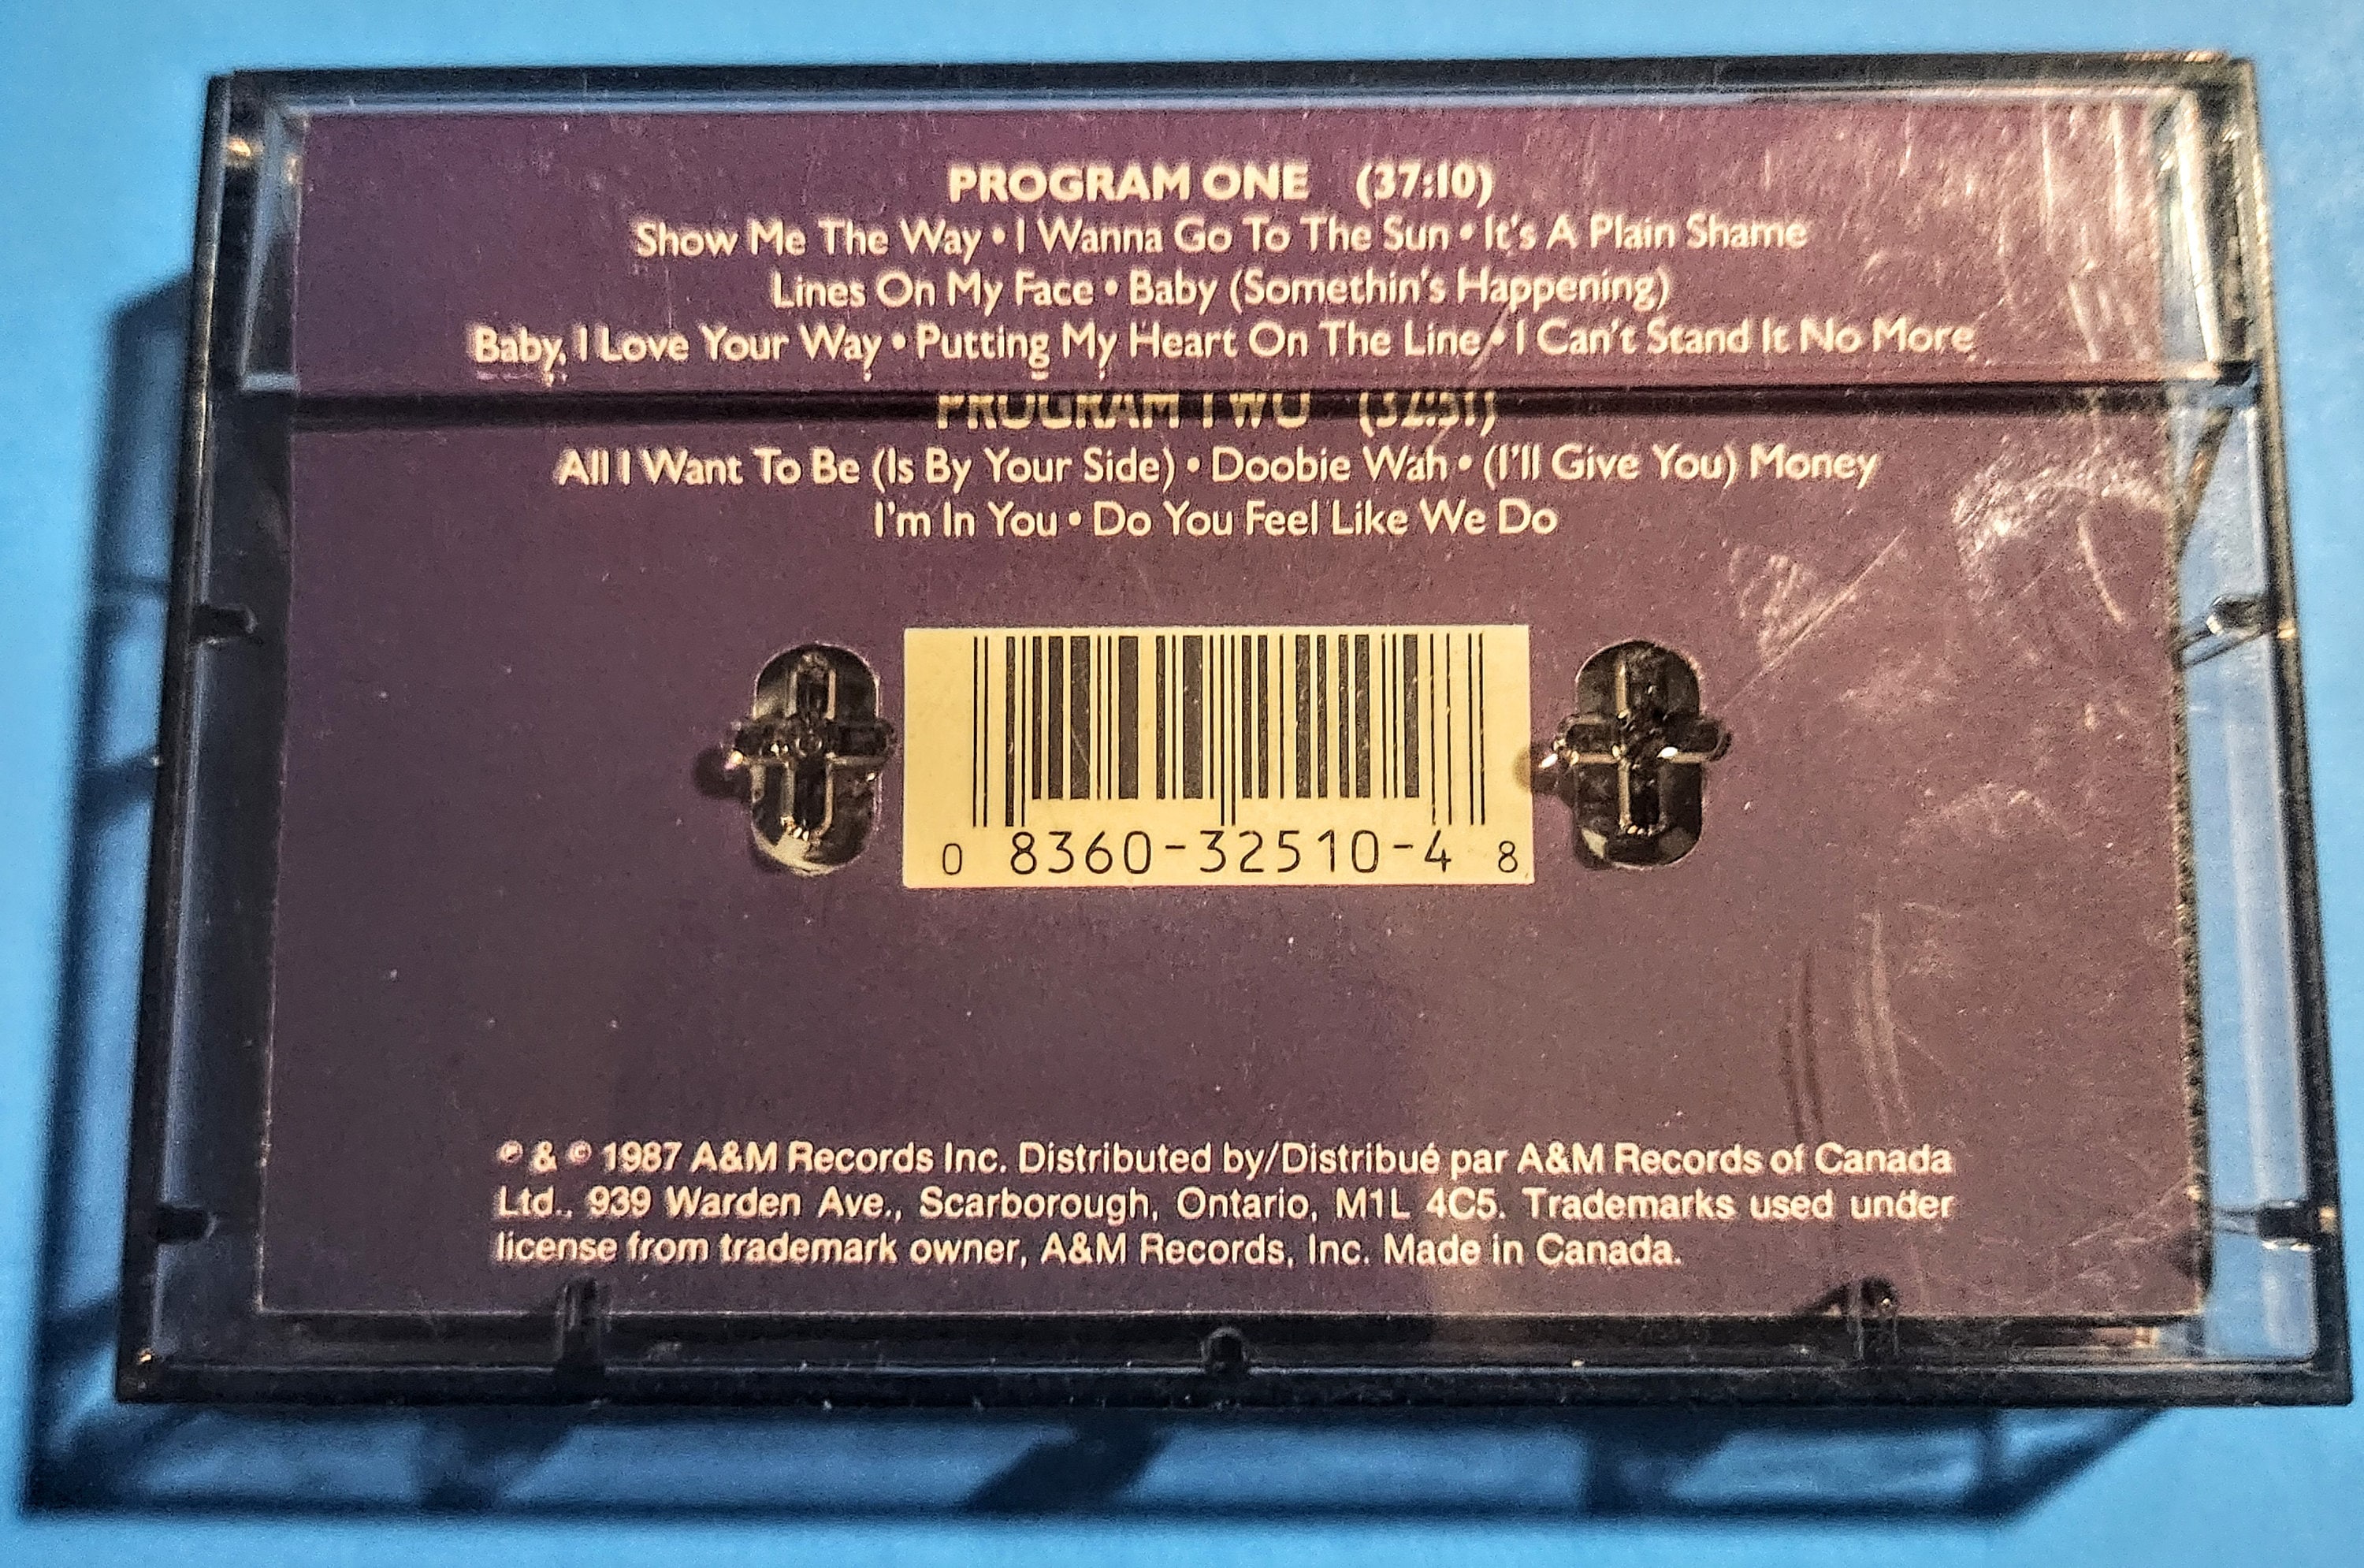 PROGRAM ONE (37:10)
Show Me The Way • I Wanna Go To The Sun • It's A Plain Shame
Lines On My Face • Baby (Somethin's Happening)
Baby, I Love Your Way • Putting My Heart On The Line • I Can't Stand It No More
PROGRAM TWO (32:51)
All I Want To Be (Is By Your Side) • Doobie Wah • (I'll Give You) Money
I'm In You • Do You Feel Like We Do
0 8360-32510-4 8
℗ & © 1987 A&M Records Inc. Distributed by/Distribué par A&M Records of Canada
Ltd., 939 Warden Ave., Scarborough, Ontario, M1L 4C5. Trademarks used under
license from trademark owner, A&M Records, Inc. Made in Canada.